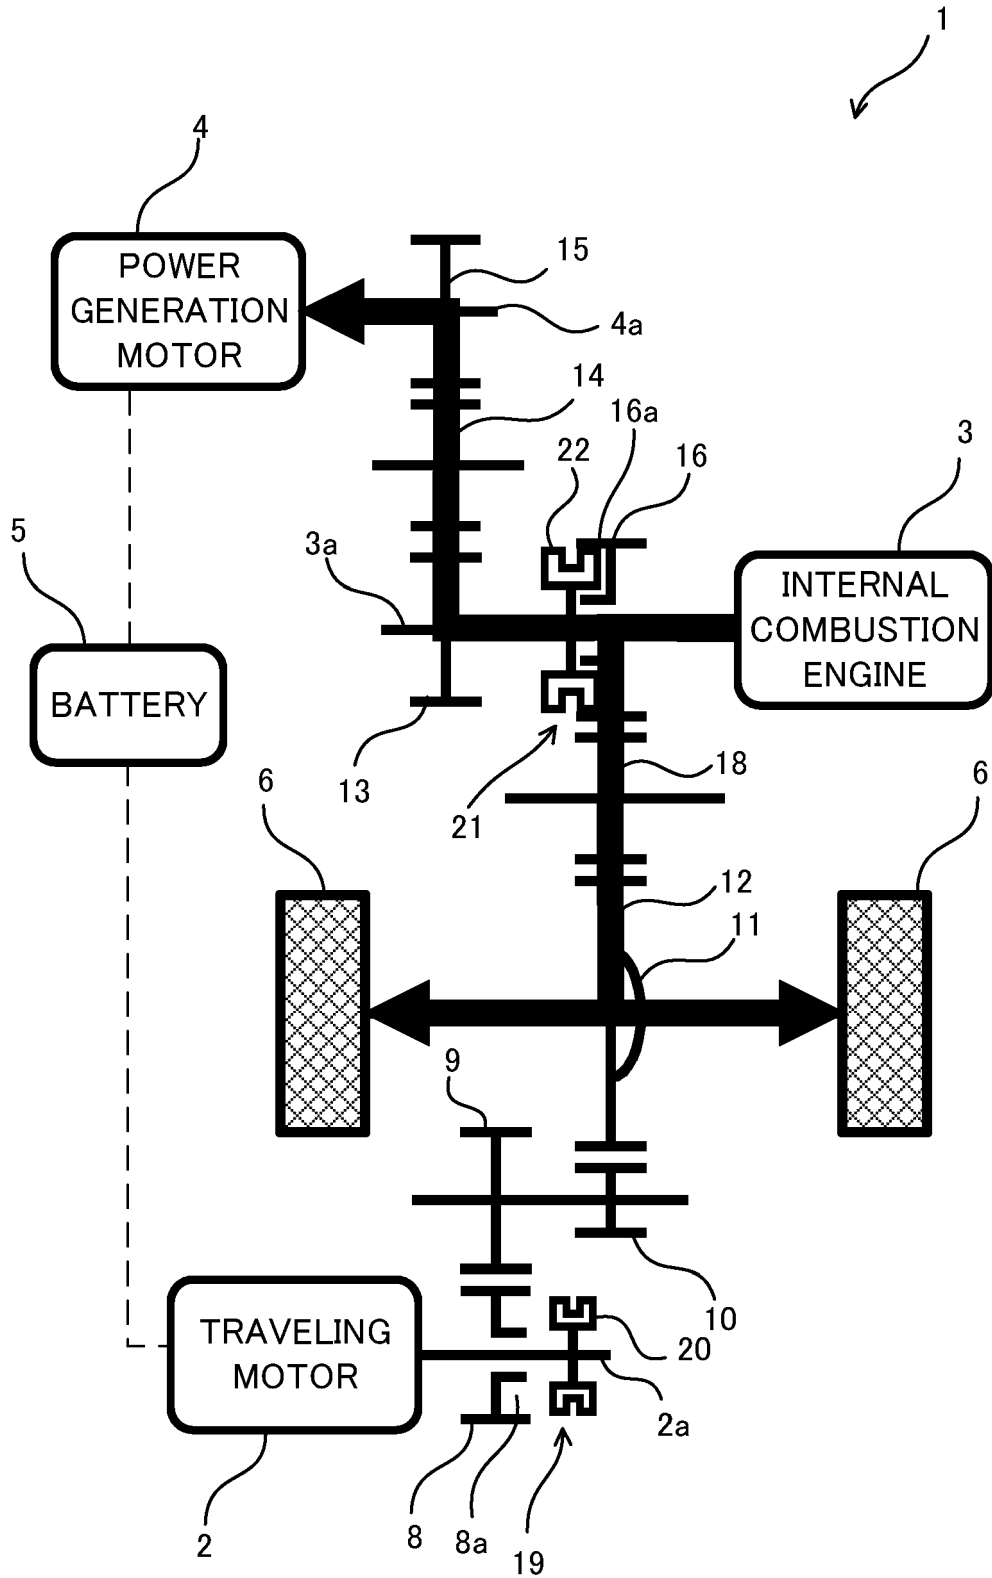 1
4
POWER
GENERATION
MOTOR
15
4a
14
16a
22
16
3
5
3a
INTERNAL
COMBUSTION
ENGINE
BATTERY
13
21
18
6
6
12
11
9
TRAVELING
MOTOR
10
20
2a
2
8
8a
19